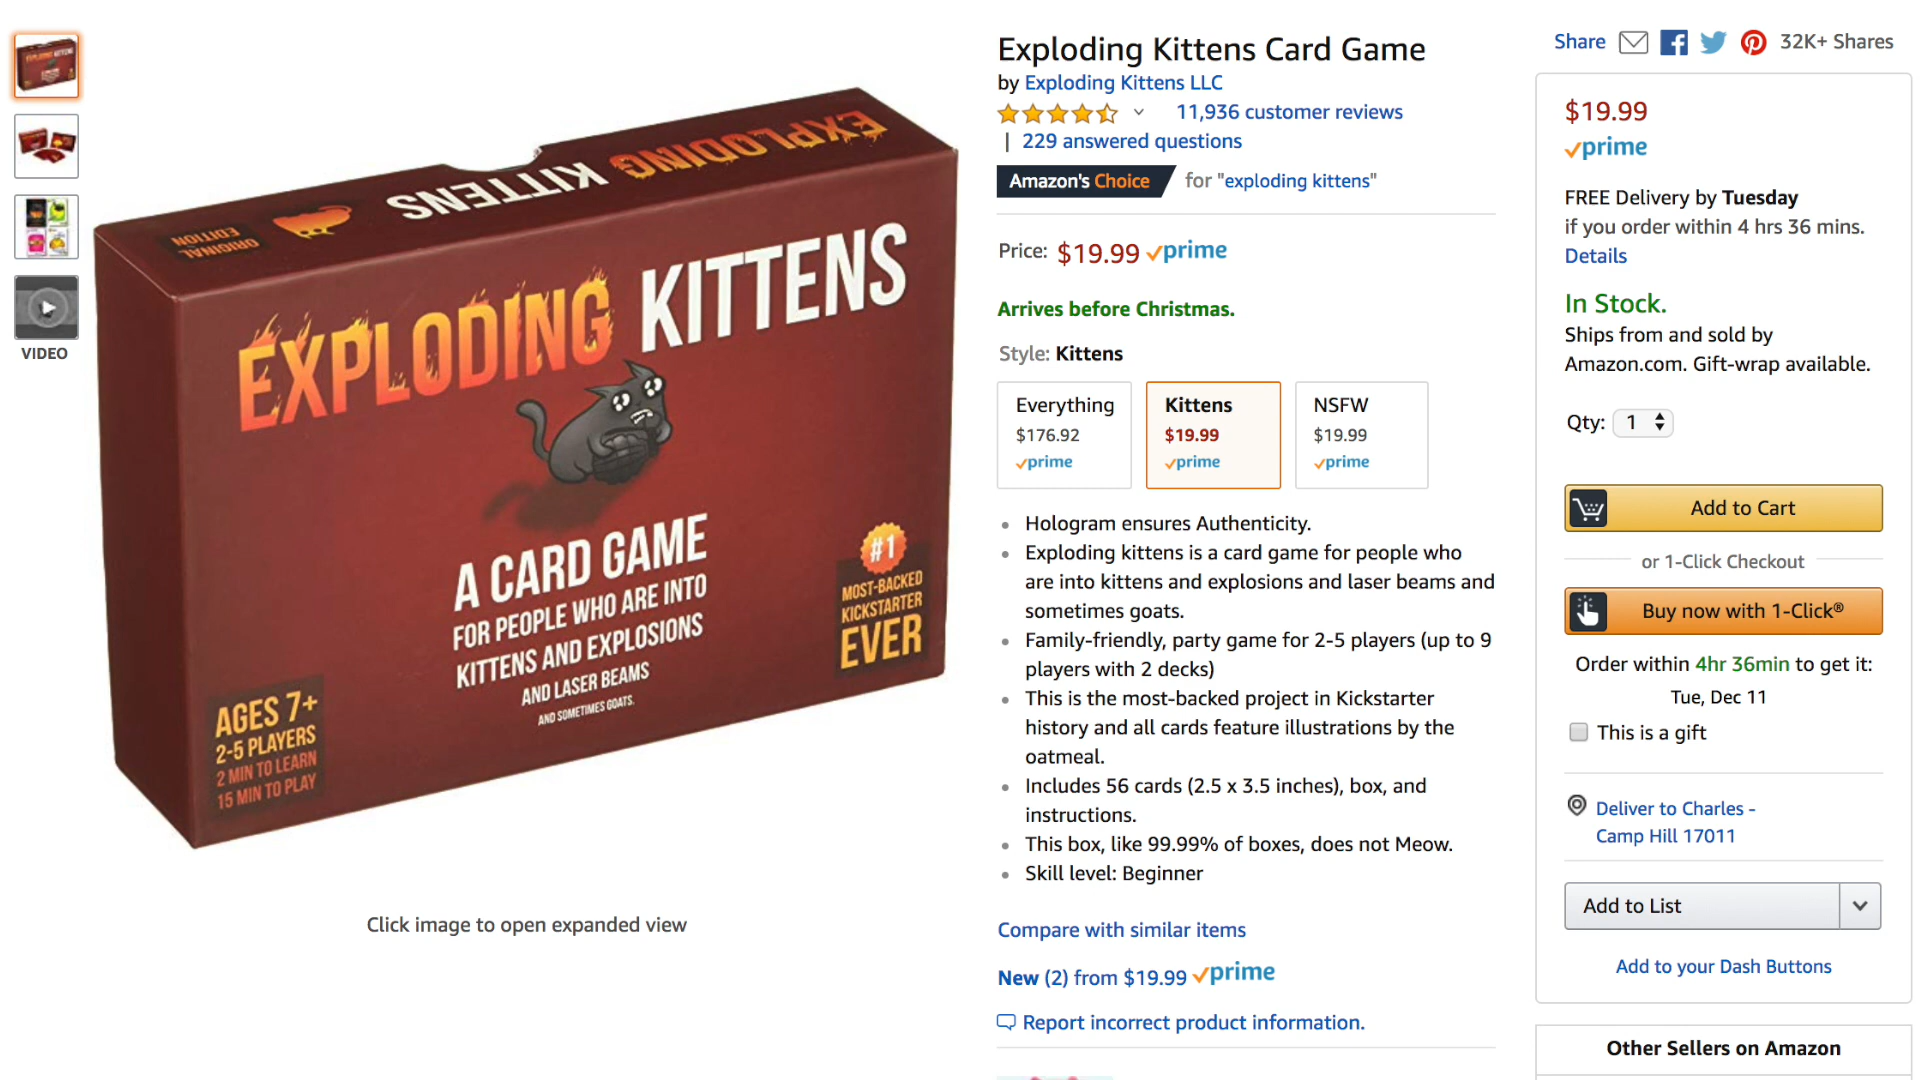 VIDEO
ORIGINAL
EDITION
EXPLODING KITTENS
EXPLODING KITTENS
A CARD GAME
FOR PEOPLE WHO ARE INTO
KITTENS AND EXPLOSIONS
AND LASER BEAMS
AND SOMETIMES GOATS.
#1
MOST-BACKED
KICKSTARTER
EVER
AGES 7+
2-5 PLAYERS
2 MIN TO LEARN
15 MIN TO PLAY
Click image to open expanded view
Exploding Kittens Card Game
by Exploding Kittens LLC
11,936 customer reviews
| 229 answered questions
Amazon's Choice for "exploding kittens"
Price: $19.99 prime
Arrives before Christmas.
Style: Kittens
Everything
$176.92
prime
Kittens
$19.99
prime
NSFW
$19.99
prime
Hologram ensures Authenticity.
Exploding kittens is a card game for people who
are into kittens and explosions and laser beams and
sometimes goats.
Family-friendly, party game for 2-5 players (up to 9
players with 2 decks)
This is the most-backed project in Kickstarter
history and all cards feature illustrations by the
oatmeal.
Includes 56 cards (2.5 x 3.5 inches), box, and
instructions.
This box, like 99.99% of boxes, does not Meow.
Skill level: Beginner
Compare with similar items
New (2) from $19.99 prime
Report incorrect product information.
Share 32K+ Shares
$19.99
prime
FREE Delivery by Tuesday
if you order within 4 hrs 36 mins.
Details
In Stock.
Ships from and sold by
Amazon.com. Gift-wrap available.
Qty: 1
Add to Cart
or 1-Click Checkout
Buy now with 1-Click®
Order within 4hr 36min to get it:
Tue, Dec 11
This is a gift
Deliver to Charles -
Camp Hill 17011
Add to List
Add to your Dash Buttons
Other Sellers on Amazon